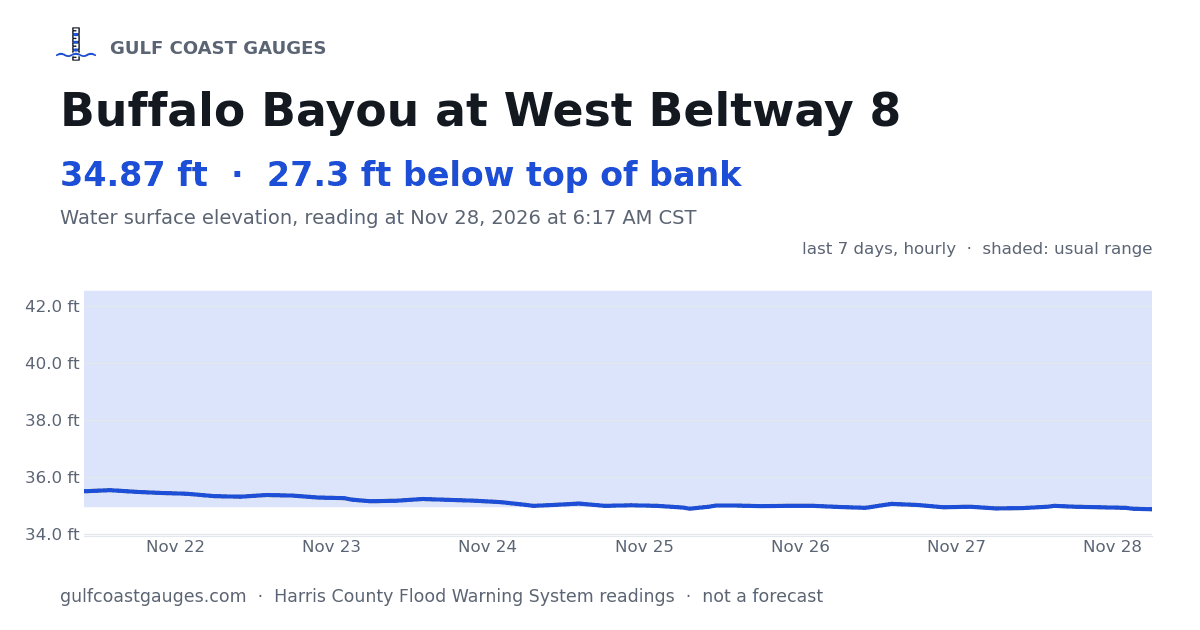 GULF COAST GAUGES
Buffalo Bayou at West Beltway 8
34.87 ft · 27.3 ft below top of bank
Water surface elevation, reading at Nov 28, 2026 at 6:17 AM CST
last 7 days, hourly · shaded: usual range
42.0 ft
40.0 ft
38.0 ft
36.0 ft
34.0 ft
Nov 22 Nov 23 Nov 24 Nov 25 Nov 26 Nov 27 Nov 28
gulfcoastgauges.com · Harris County Flood Warning System readings · not a forecast